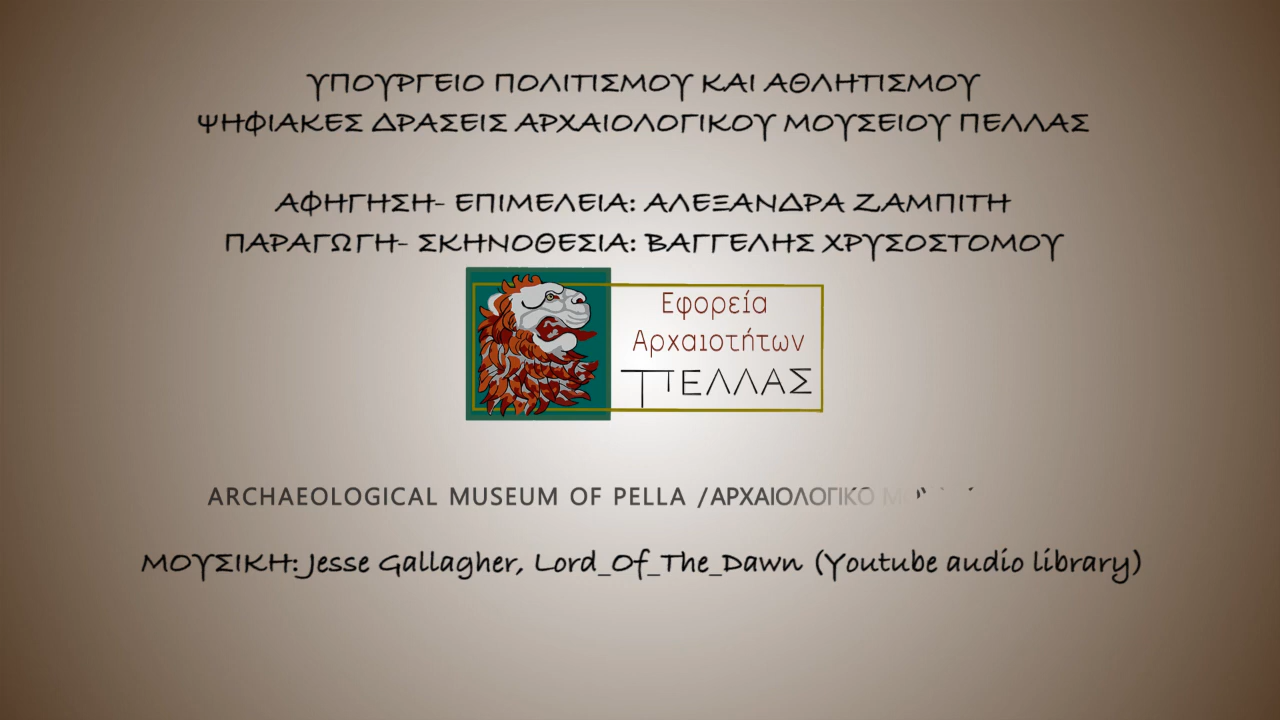 ΥΠΟΥΡΓΕΙΟ ΠΟΛΙΤΙΣΜΟΥ ΚΑΙ ΑΘΛΗΤΙΣΜΟΥ
ΨΗΦΙΑΚΕΣ ΔΡΑΣΕΙΣ ΑΡΧΑΙΟΛΟΓΙΚΟΥ ΜΟΥΣΕΙΟΥ ΠΕΛΛΑΣ
ΑΦΗΓΗΣΗ- ΕΠΙΜΕΛΕΙΑ: ΑΛΕΞΑΝΔΡΑ ΖΑΜΠΙΤΗ
ΠΑΡΑΓΩΓΗ- ΣΚΗΝΟΘΕΣΙΑ: ΒΑΓΓΕΛΗΣ ΧΡΥΣΟΣΤΟΜΟΥ
Εφορεία
Αρχαιοτήτων
ΠΕΛΛΑΣ
ARCHAEOLOGICAL MUSEUM OF PELLA /ΑΡΧΑΙΟΛΟΓΙΚΟ
ΜΟΥΣΙΚΗ: Jesse Gallagher, Lord_Of_The_Dawn (Youtube audio library)